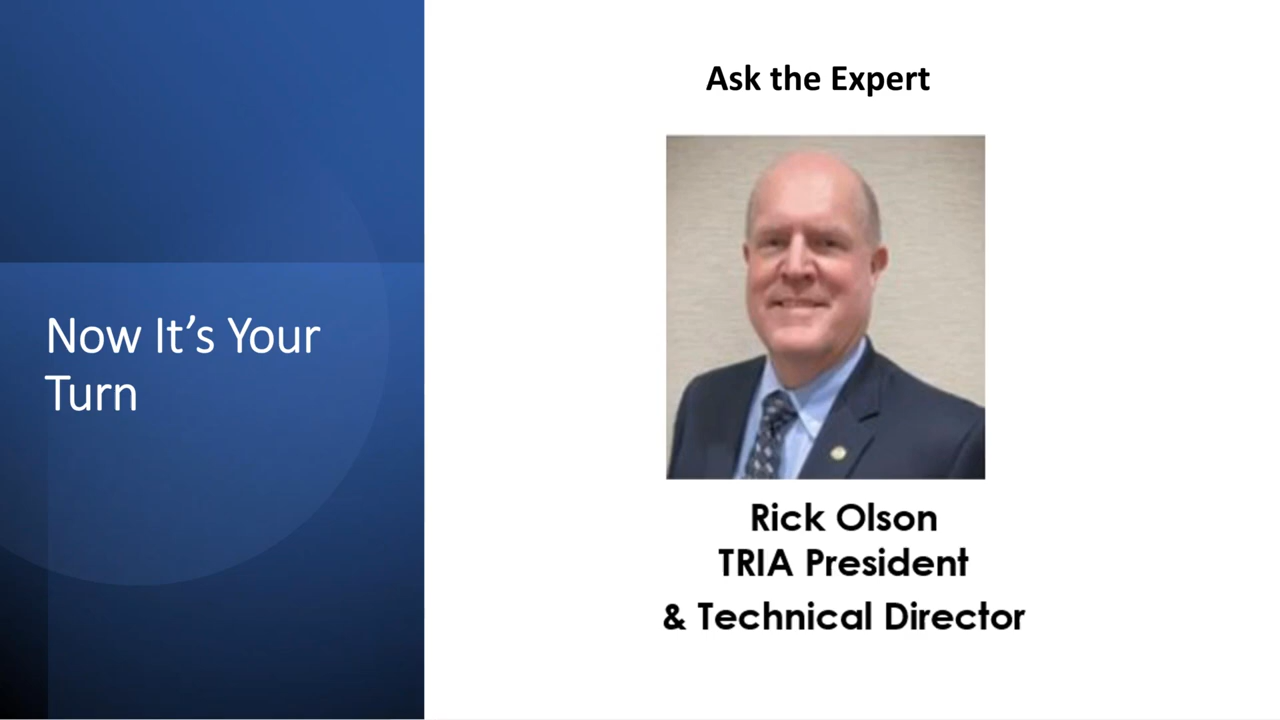 Now It’s Your
Turn
Ask the Expert
Rick Olson
TRIA President
& Technical Director